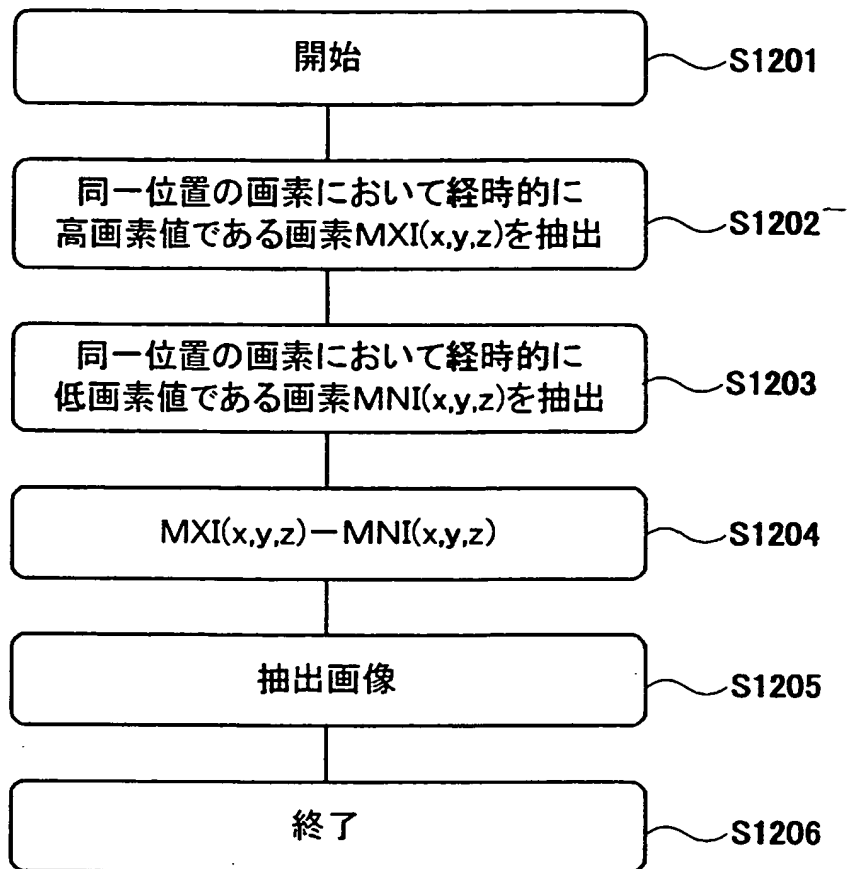 開始
S1201
同一位置の画素において経時的に
高画素値である画素MXI(x,y,z)を抽出
S1202
同一位置の画素において経時的に
低画素値である画素MNI(x,y,z)を抽出
S1203
MXI(x,y,z)－MNI(x,y,z)
S1204
抽出画像
S1205
終了
S1206